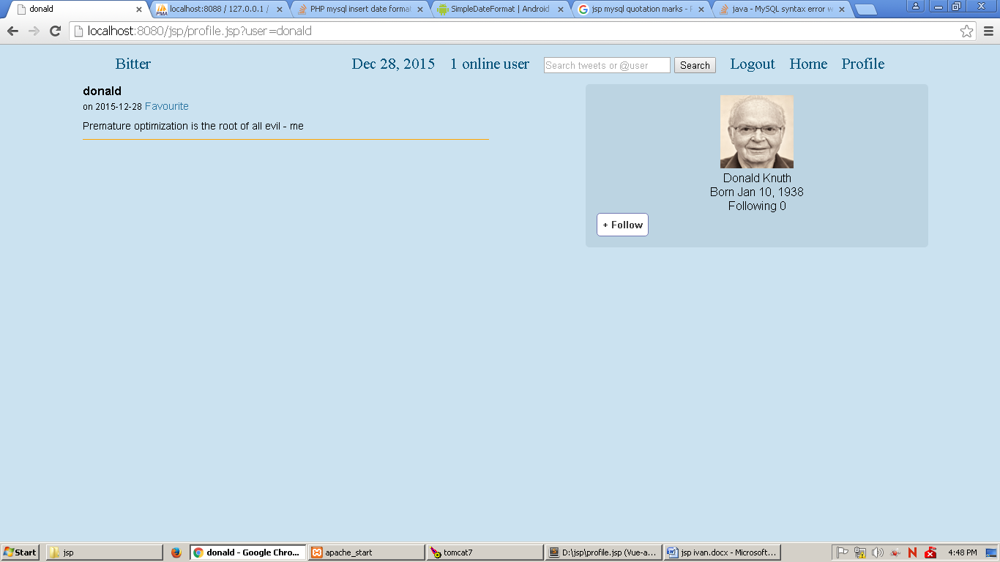 donald
localhost:8088 / 127.0.0.1 /
PHP mysql insert date format
SimpleDateFormat | Android
jsp mysql quotation marks -
java - MySQL syntax error w
localhost:8080/jsp/profile.jsp?user=donald
Bitter
Dec 28, 2015
1 online user
Search tweets or @user
Search
Logout
Home
Profile
donald
on 2015-12-28 Favourite
Premature optimization is the root of all evil - me
Donald Knuth
Born Jan 10, 1938
Following 0
+ Follow
Start
jsp
donald - Google Chro...
apache_start
tomcat7
D:\jsp\profile.jsp (Vue-a...
jsp ivan.docx - Microsoft...
4:48 PM